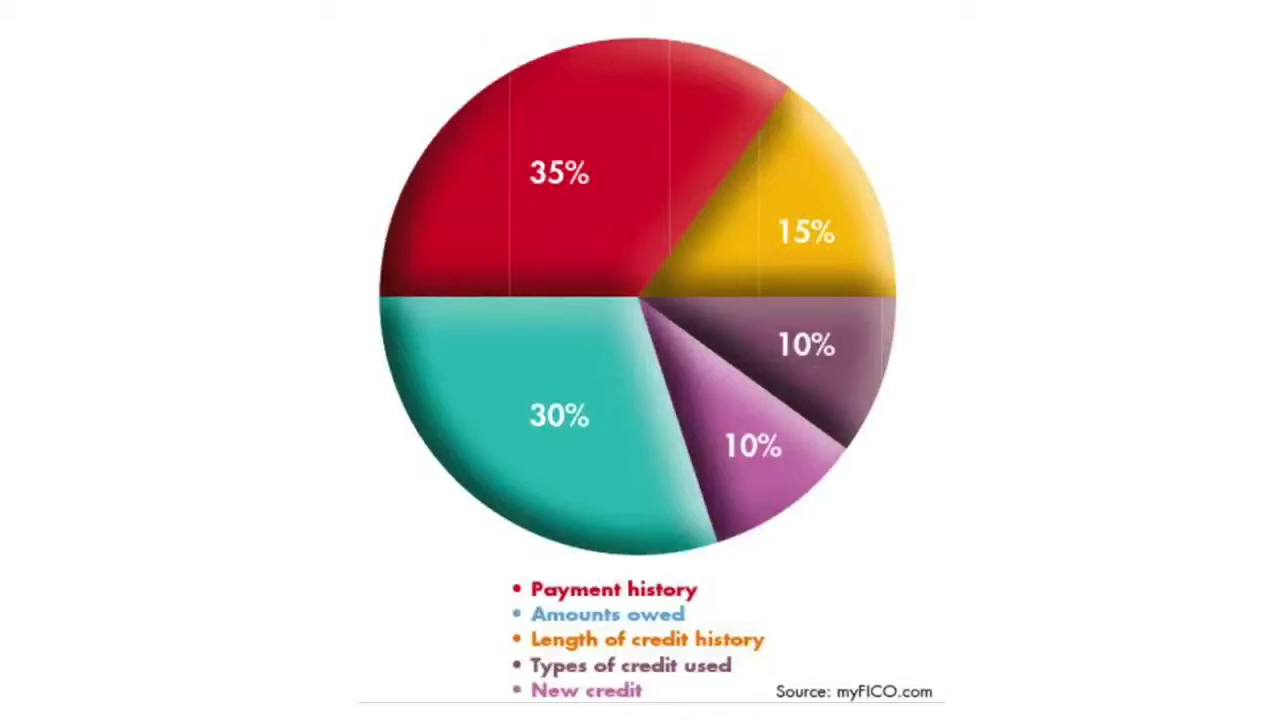 35%
15%
10%
30%
10%
• Payment history
• Amounts owed
• Length of credit history
• Types of credit used
• New credit
Source: myFICO.com